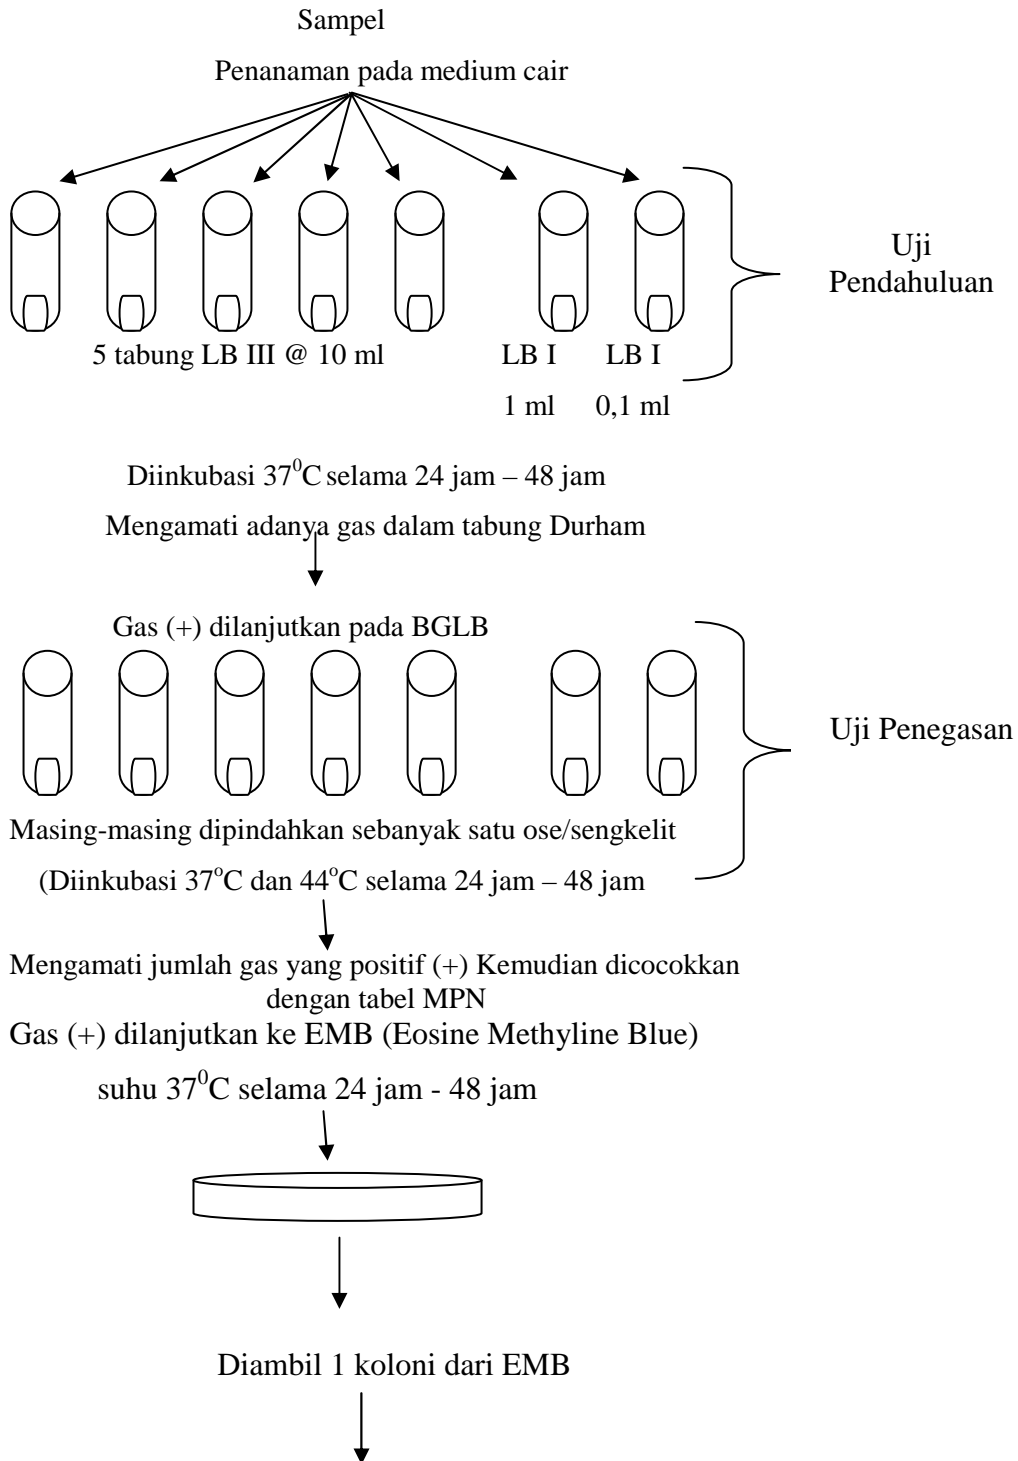 Sampel
Penanaman pada medium cair
Uji
Pendahuluan
5 tabung LB III @ 10 ml LB I LB I
1 ml 0,1 ml
Diinkubasi 37⁰C selama 24 jam – 48 jam
Mengamati adanya gas dalam tabung Durham
Gas (+) dilanjutkan pada BGLB
Uji Penegasan
Masing-masing dipindahkan sebanyak satu ose/sengkelit
(Diinkubasi 37ᵒC dan 44ᵒC selama 24 jam – 48 jam
Mengamati jumlah gas yang positif (+) Kemudian dicocokkan
dengan tabel MPN
Gas (+) dilanjutkan ke EMB (Eosine Methyline Blue)
suhu 37⁰C selama 24 jam - 48 jam
Diambil 1 koloni dari EMB